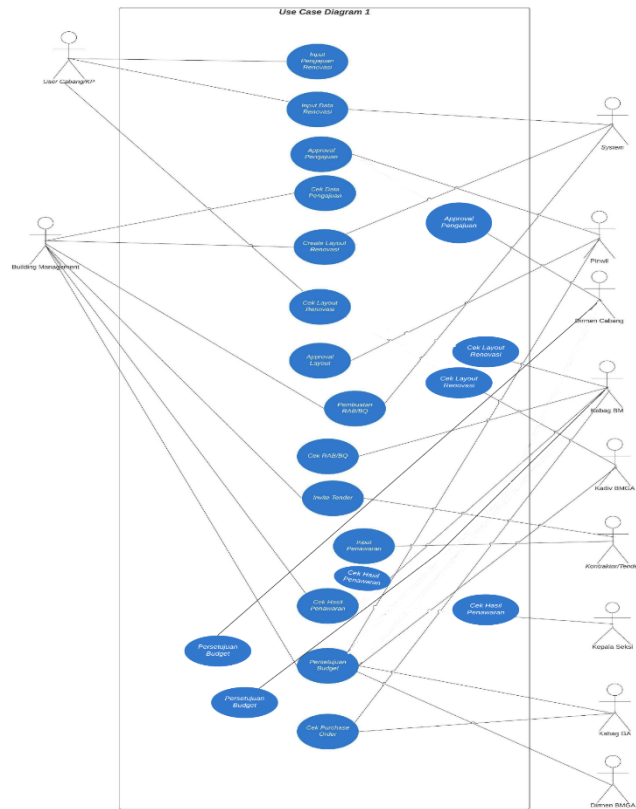 Use Case Diagram 1
User Cabang/KP
Input
Pengajuan
Renovasi
Input Data
Renovasi
System
Approval
Pengajuan
Cek Data
Pengajuan
Approval
Pengajuan
Building Management
Create Layout
Renovasi
Pinwil
Cek Layout
Renovasi
Dirmen Cabang
Approval
Layout
Cek Layout
Renovasi
Cek Layout
Renovasi
Pembuatan
RAB/BQ
Kabag BM
Cek RAB/BQ
Kadiv BMGA
Invite Tender
Input
Penawaran
Kontraktor/Tender
Cek Hasil
Penawaran
Cek Hasil
Penawaran
Cek Hasil
Penawaran
Kepala Seksi
Persetujuan
Budget
Persetujuan
Budget
Persetujuan
Budget
Cek Purchase
Order
Kabag GA
Dirmen BMGA